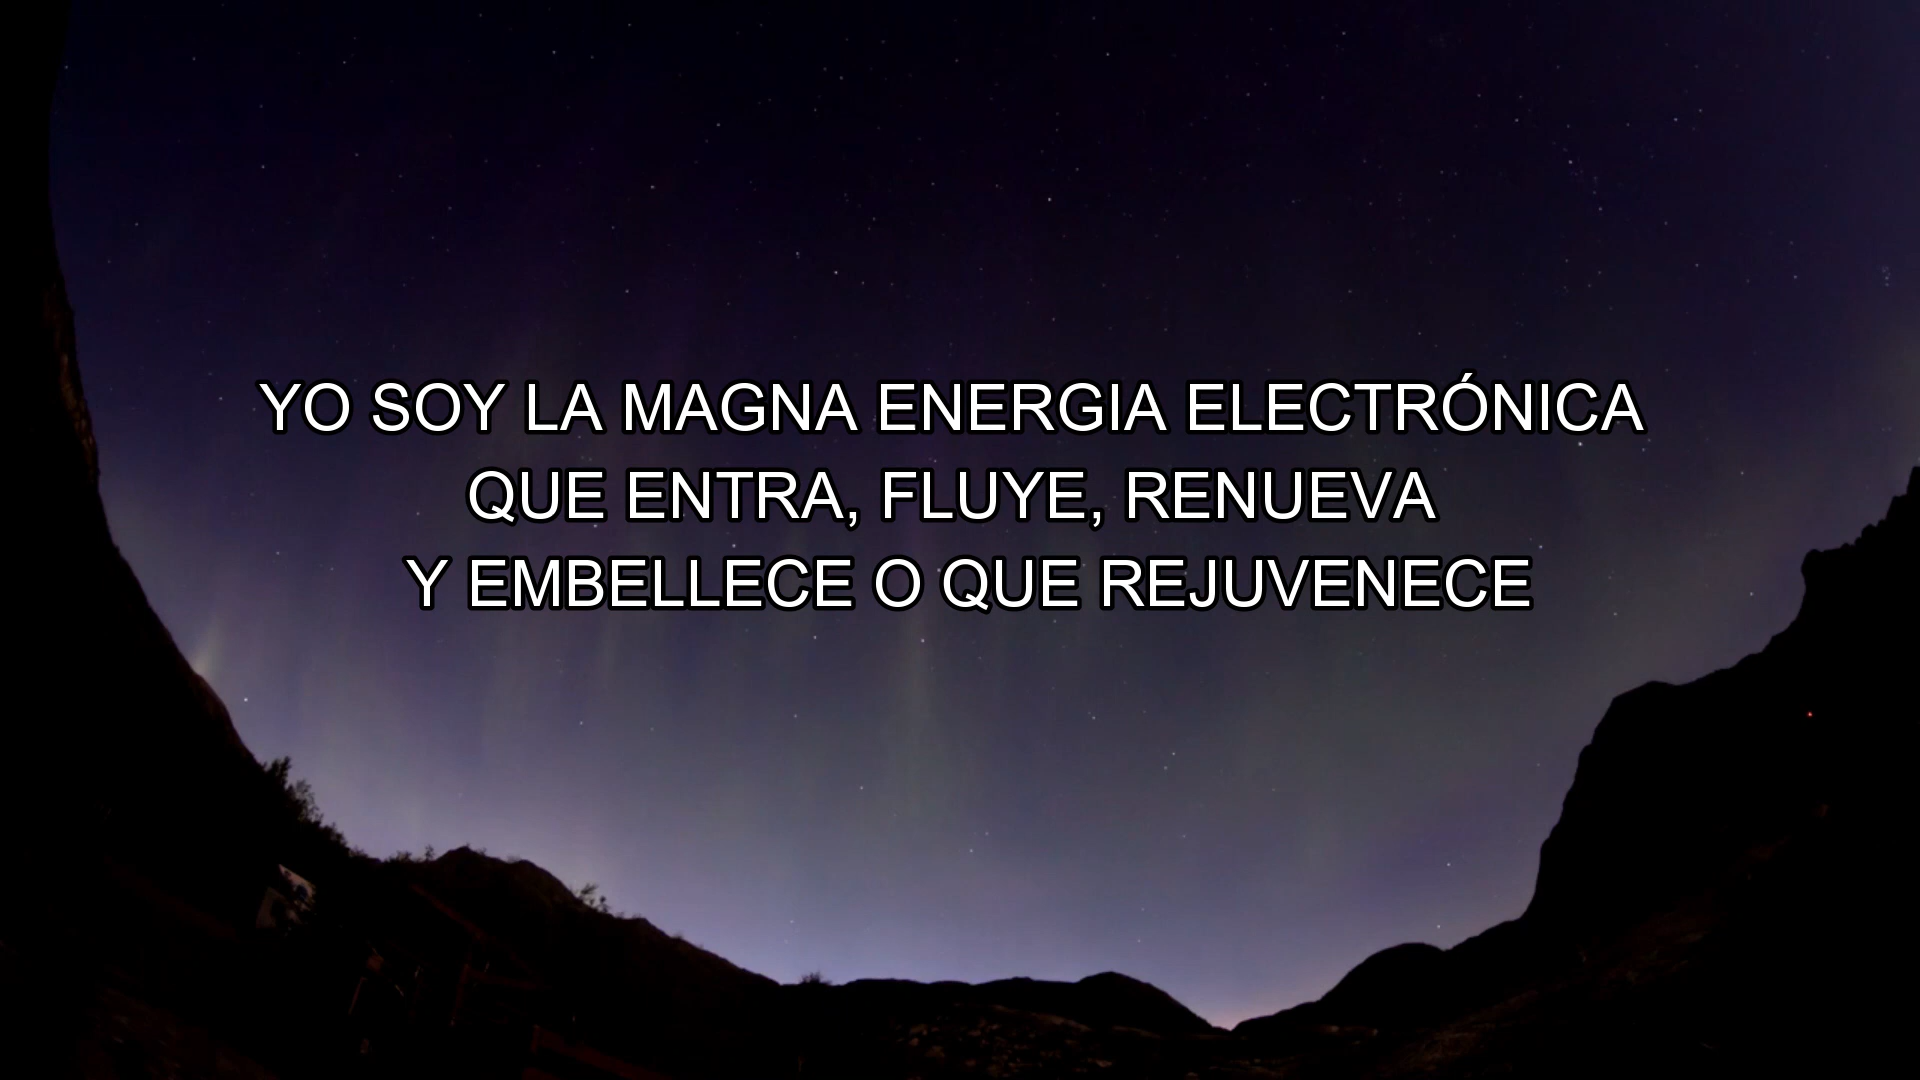 YO SOY LA MAGNA ENERGIA ELECTRÓNICA
QUE ENTRA, FLUYE, RENUEVA
Y EMBELLECE O QUE REJUVENECE